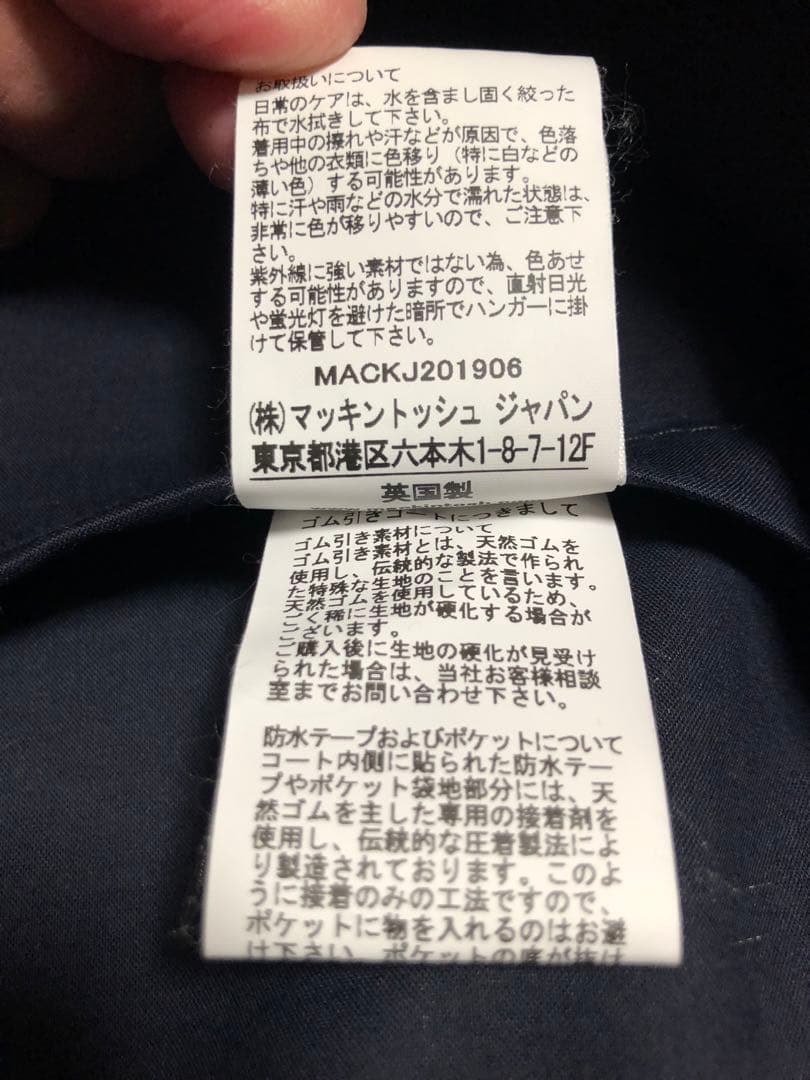 お取扱いについて
日常のケアは、水を含まし固く絞った
布で水拭きして下さい。
着用中の擦れや汗などが原因で、色落
ちや他の衣類に色移り（特に白などの
薄い色）する可能性があります。
特に汗や雨などの水分で濡れた状態は、
非常に色が移りやすいので、ご注意下
さい。
紫外線に強い素材ではない為、色あせ
する可能性がありますので、直射日光
や蛍光灯を避けた暗所でハンガーに掛
けて保管して下さい。
MACKJ201906
(株)マッキントッシュ ジャパン
東京都港区六本木1-8-7-12F
英国製
ゴム引きコートにつきまして
ゴム引き素材について
ゴム引き素材とは、天然ゴムを
使用し、伝統的な製法で作られ
た特殊な生地のことを言います。
天然ゴムを使用しているため、
ごく稀に生地が硬化する場合が
ございます。
ご購入後に生地の硬化が見受け
られた場合は、当社お客様相談
室までお問い合わせ下さい。
防水テープおよびポケットについて
コート内側に貼られた防水テー
プやポケット袋地部分には、天
然ゴムを主した専用の接着剤を
使用し、伝統的な圧着製法によ
り製造されております。このよ
うに接着のみの工法ですので、
ポケットに物を入れるのはお避
け下さい。ポケットの底が抜け